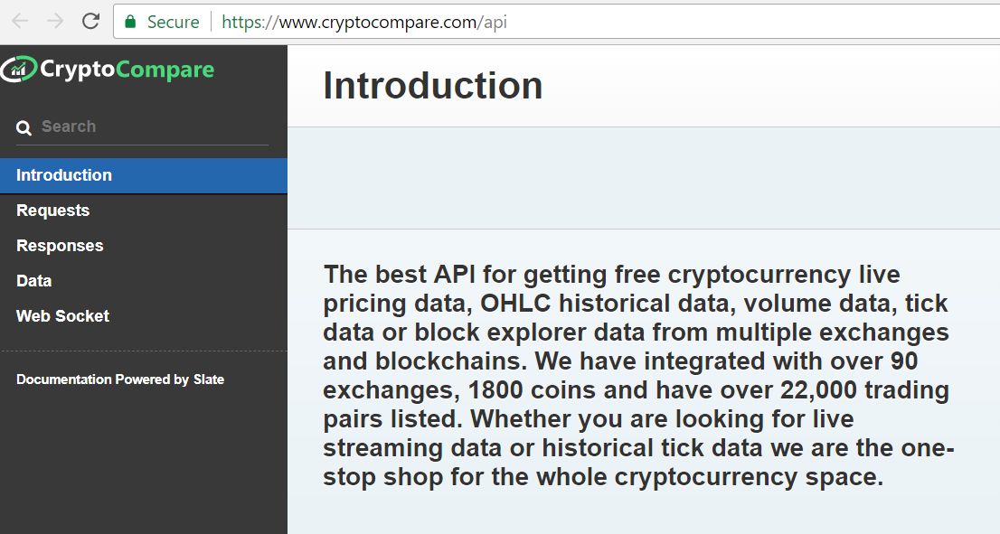 Secure https://www.cryptocompare.com/api
CryptoCompare
Search
Introduction
Requests
Responses
Data
Web Socket
Documentation Powered by Slate
Introduction
The best API for getting free cryptocurrency live
pricing data, OHLC historical data, volume data, tick
data or block explorer data from multiple exchanges
and blockchains. We have integrated with over 90
exchanges, 1800 coins and have over 22,000 trading
pairs listed. Whether you are looking for live
streaming data or historical tick data we are the one-
stop shop for the whole cryptocurrency space.